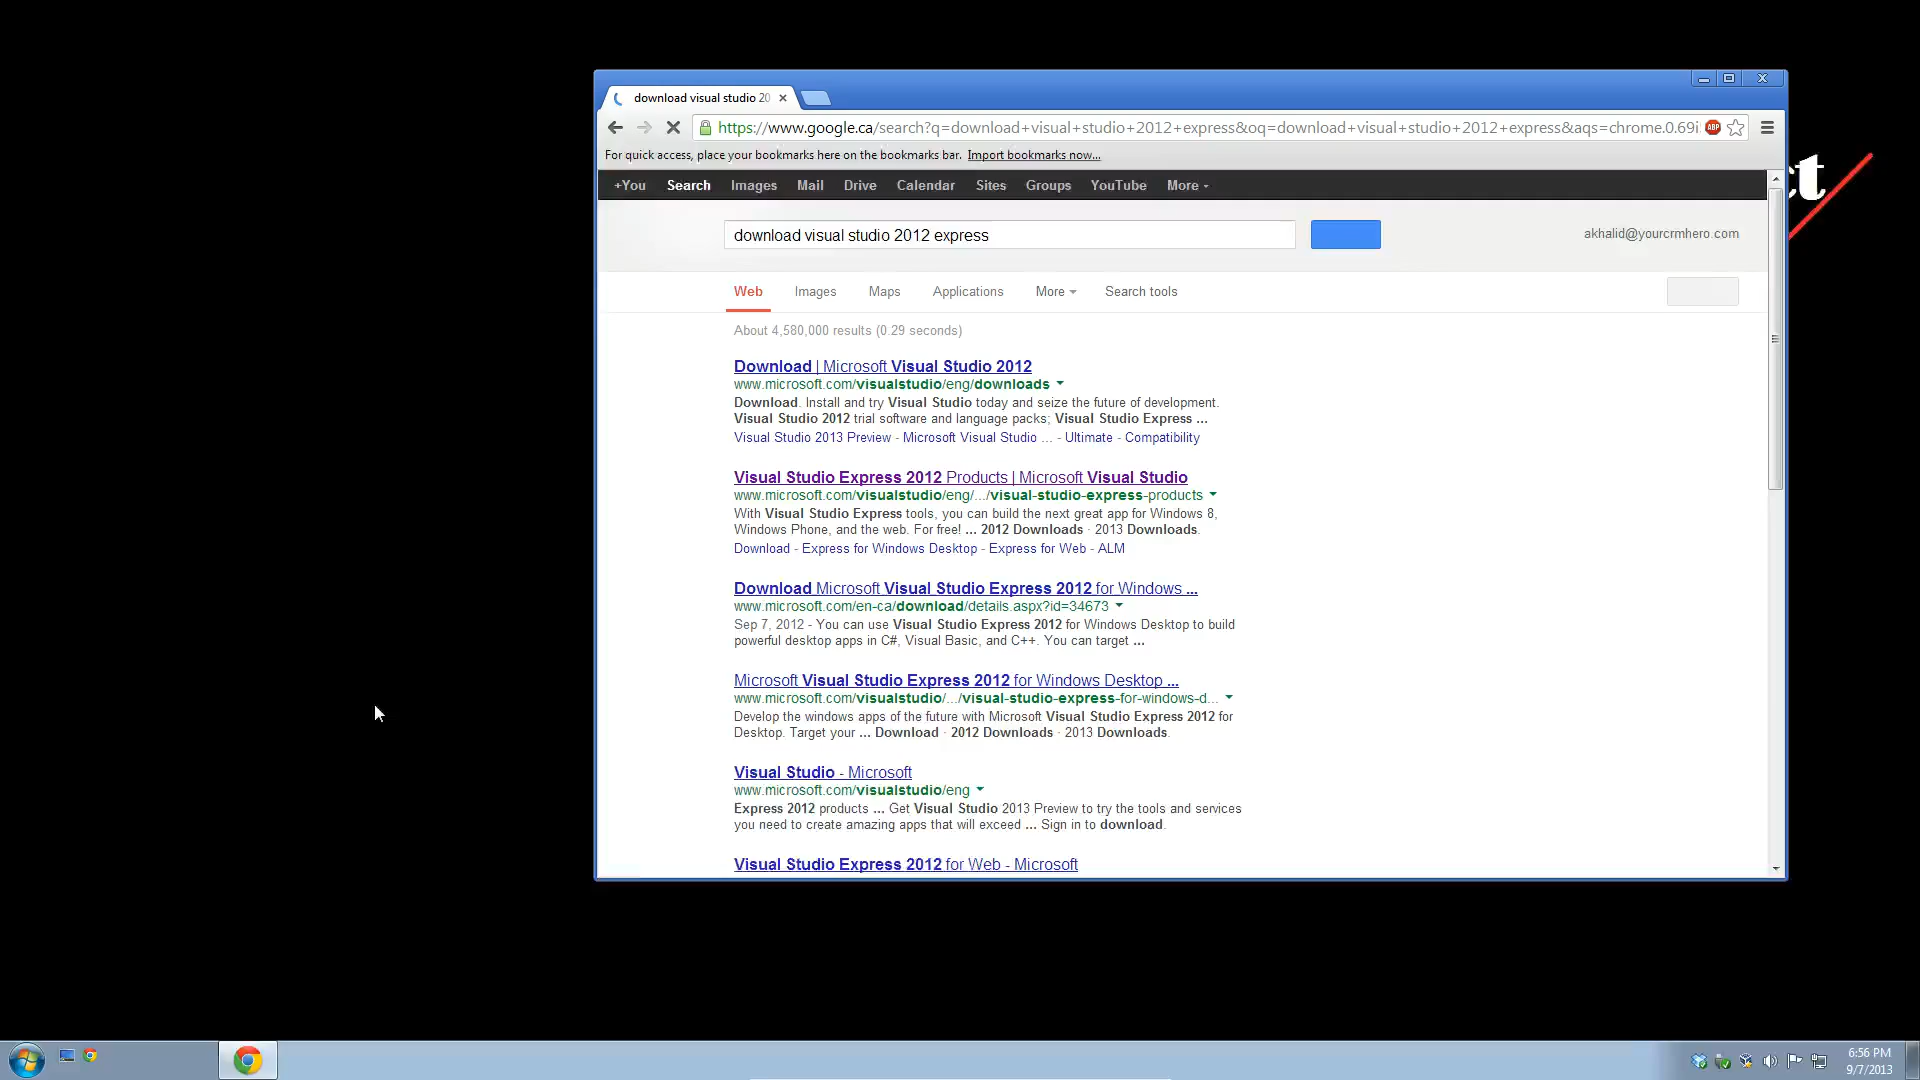 download visual studio 20
https://www.google.ca/search?q=download+visual+studio+2012+express&oq=download+visual+studio+2012+express&aqs=chrome.0.69i
ABP
For quick access, place your bookmarks here on the bookmarks bar. Import bookmarks now...
+You Search Images Mail Drive Calendar Sites Groups YouTube More
ct
download visual studio 2012 express
akhalid@yourcrmhero.com
Web Images Maps Applications More Search tools
About 4,580,000 results (0.29 seconds)
Download | Microsoft Visual Studio 2012
www.microsoft.com/visualstudio/eng/downloads
Download. Install and try Visual Studio today and seize the future of development.
Visual Studio 2012 trial software and language packs; Visual Studio Express ...
Visual Studio 2013 Preview - Microsoft Visual Studio ... - Ultimate - Compatibility
Visual Studio Express 2012 Products | Microsoft Visual Studio
www.microsoft.com/visualstudio/eng/.../visual-studio-express-products
With Visual Studio Express tools, you can build the next great app for Windows 8,
Windows Phone, and the web. For free! ... 2012 Downloads · 2013 Downloads.
Download - Express for Windows Desktop - Express for Web - ALM
Download Microsoft Visual Studio Express 2012 for Windows ...
www.microsoft.com/en-ca/download/details.aspx?id=34673
Sep 7, 2012 - You can use Visual Studio Express 2012 for Windows Desktop to build
powerful desktop apps in C#, Visual Basic, and C++. You can target ...
Microsoft Visual Studio Express 2012 for Windows Desktop ...
www.microsoft.com/visualstudio/.../visual-studio-express-for-windows-d...
Develop the windows apps of the future with Microsoft Visual Studio Express 2012 for
Desktop. Target your ... Download · 2012 Downloads · 2013 Downloads.
Visual Studio - Microsoft
www.microsoft.com/visualstudio/eng
Express 2012 products ... Get Visual Studio 2013 Preview to try the tools and services
you need to create amazing apps that will exceed ... Sign in to download.
Visual Studio Express 2012 for Web - Microsoft
6:56 PM
9/7/2013